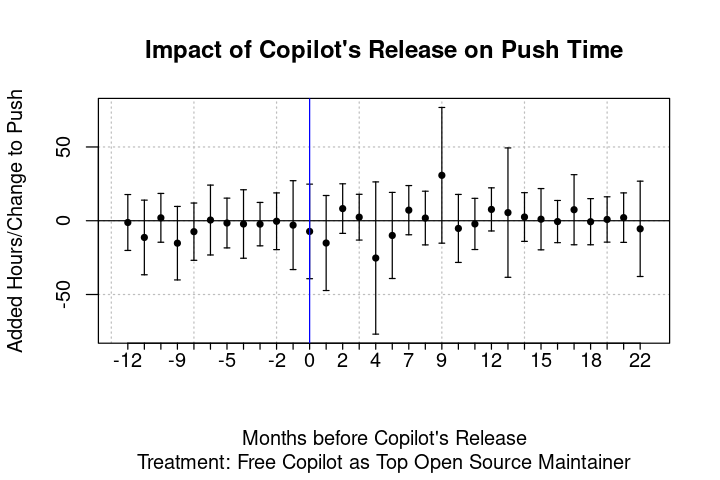 Impact of Copilot's Release on Push Time
Added Hours/Change to Push
50
0
-50
-12 -9 -5 -2 0 2 4 7 9 12 15 18 22
Months before Copilot's Release
Treatment: Free Copilot as Top Open Source Maintainer